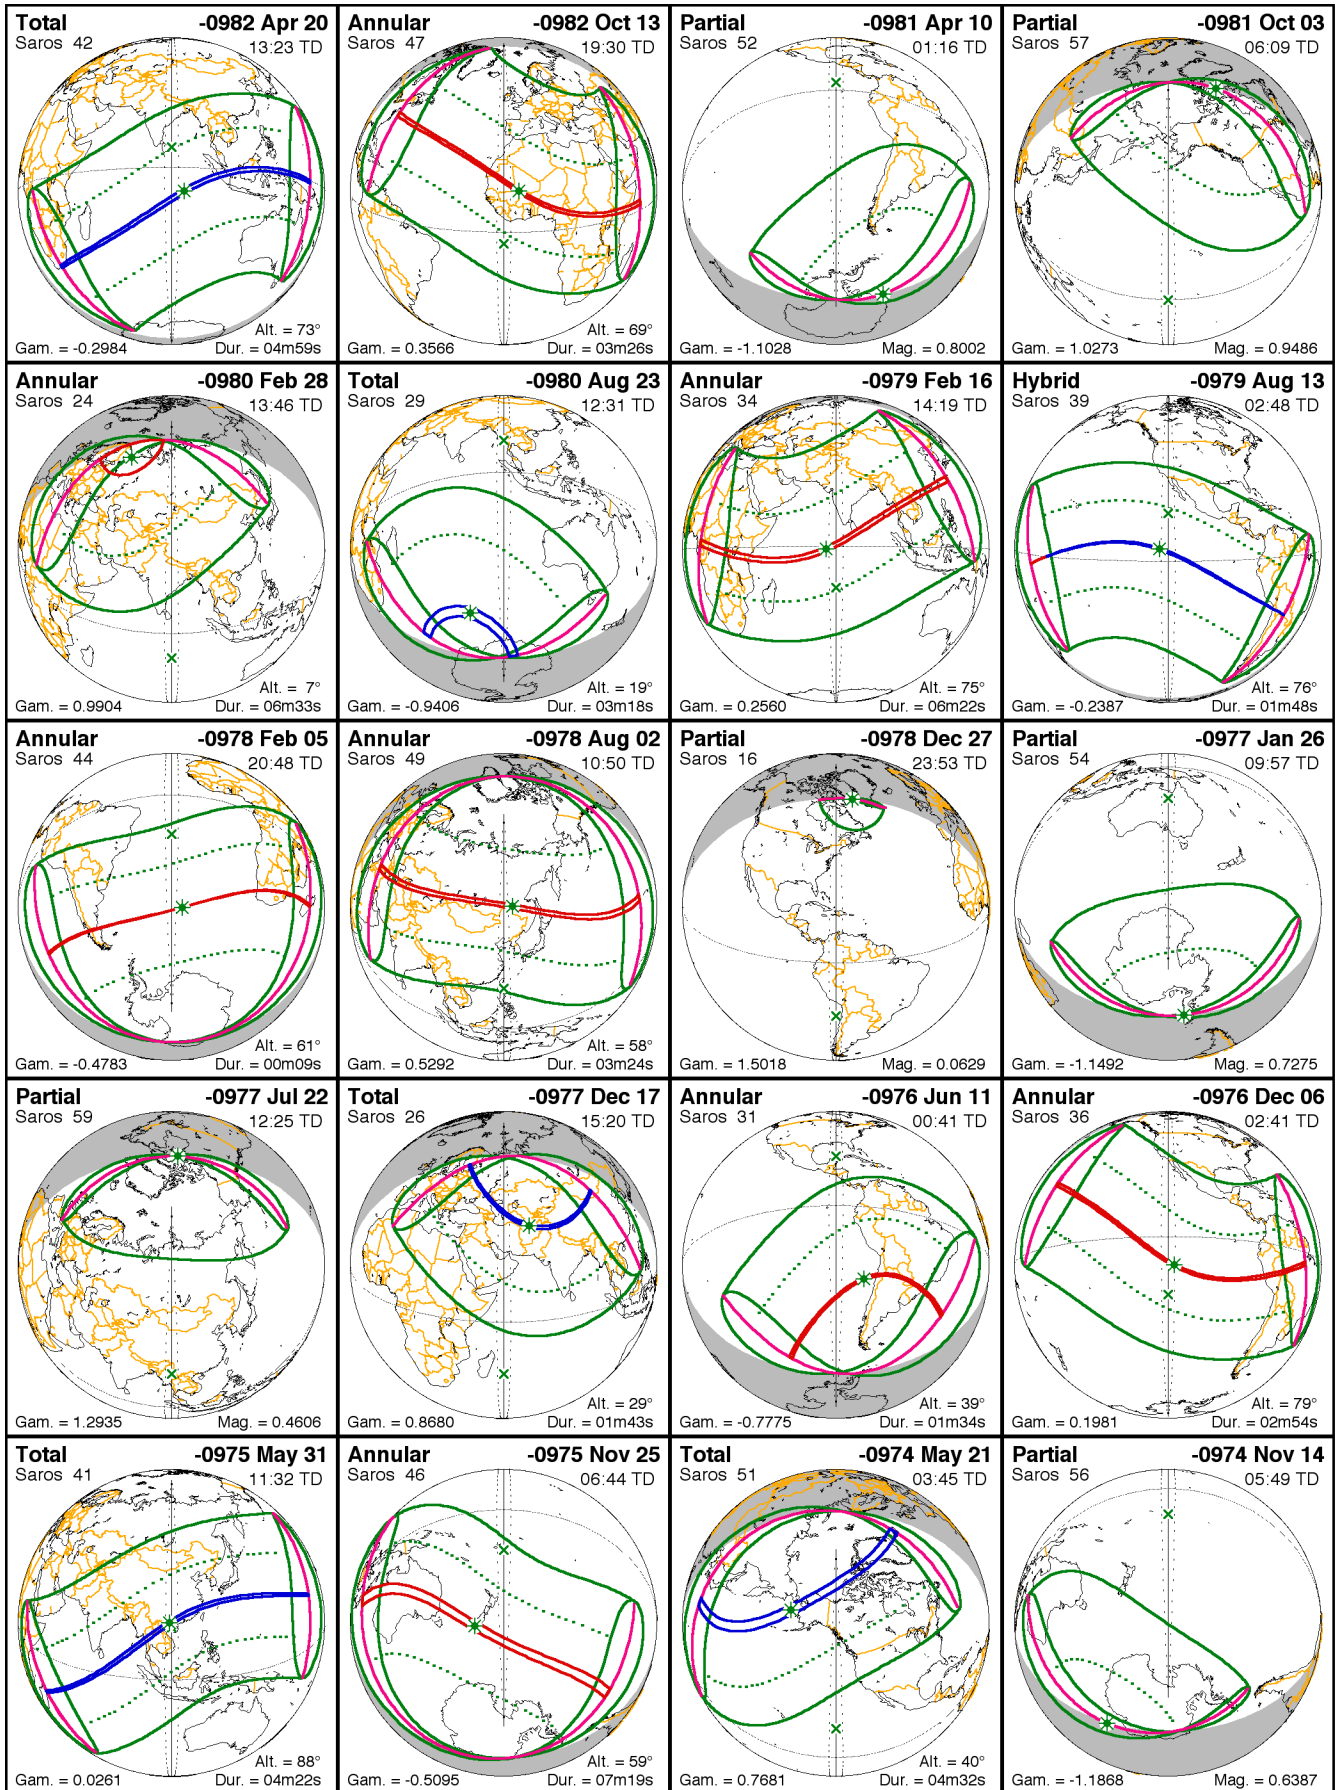 Total -0982 Apr 20
Saros 42 13:23 TD
Alt. = 73°
Gam. = -0.2984 Dur. = 04m59s
Annular -0982 Oct 13
Saros 47 19:30 TD
Alt. = 69°
Gam. = 0.3566 Dur. = 03m26s
Partial -0981 Apr 10
Saros 52 01:16 TD
Gam. = -1.1028 Mag. = 0.8002
Partial -0981 Oct 03
Saros 57 06:09 TD
Gam. = 1.0273 Mag. = 0.9486
Annular -0980 Feb 28
Saros 24 13:46 TD
Alt. = 7°
Gam. = 0.9904 Dur. = 06m33s
Total -0980 Aug 23
Saros 29 12:31 TD
Alt. = 19°
Gam. = -0.9406 Dur. = 03m18s
Annular -0979 Feb 16
Saros 34 14:19 TD
Alt. = 75°
Gam. = 0.2560 Dur. = 06m22s
Hybrid -0979 Aug 13
Saros 39 02:48 TD
Alt. = 76°
Gam. = -0.2387 Dur. = 01m48s
Annular -0978 Feb 05
Saros 44 20:48 TD
Alt. = 61°
Gam. = -0.4783 Dur. = 00m09s
Annular -0978 Aug 02
Saros 49 10:50 TD
Alt. = 58°
Gam. = 0.5292 Dur. = 03m24s
Partial -0978 Dec 27
Saros 16 23:53 TD
Gam. = 1.5018 Mag. = 0.0629
Partial -0977 Jan 26
Saros 54 09:57 TD
Gam. = -1.1492 Mag. = 0.7275
Partial -0977 Jul 22
Saros 59 12:25 TD
Gam. = 1.2935 Mag. = 0.4606
Total -0977 Dec 17
Saros 26 15:20 TD
Alt. = 29°
Gam. = 0.8680 Dur. = 01m43s
Annular -0976 Jun 11
Saros 31 00:41 TD
Alt. = 39°
Gam. = -0.7775 Dur. = 01m34s
Annular -0976 Dec 06
Saros 36 02:41 TD
Alt. = 79°
Gam. = 0.1981 Dur. = 02m54s
Total -0975 May 31
Saros 41 11:32 TD
Alt. = 88°
Gam. = 0.0261 Dur. = 04m22s
Annular -0975 Nov 25
Saros 46 06:44 TD
Alt. = 59°
Gam. = -0.5095 Dur. = 07m19s
Total -0974 May 21
Saros 51 03:45 TD
Alt. = 40°
Gam. = 0.7681 Dur. = 04m32s
Partial -0974 Nov 14
Saros 56 05:49 TD
Gam. = -1.1868 Mag. = 0.6387